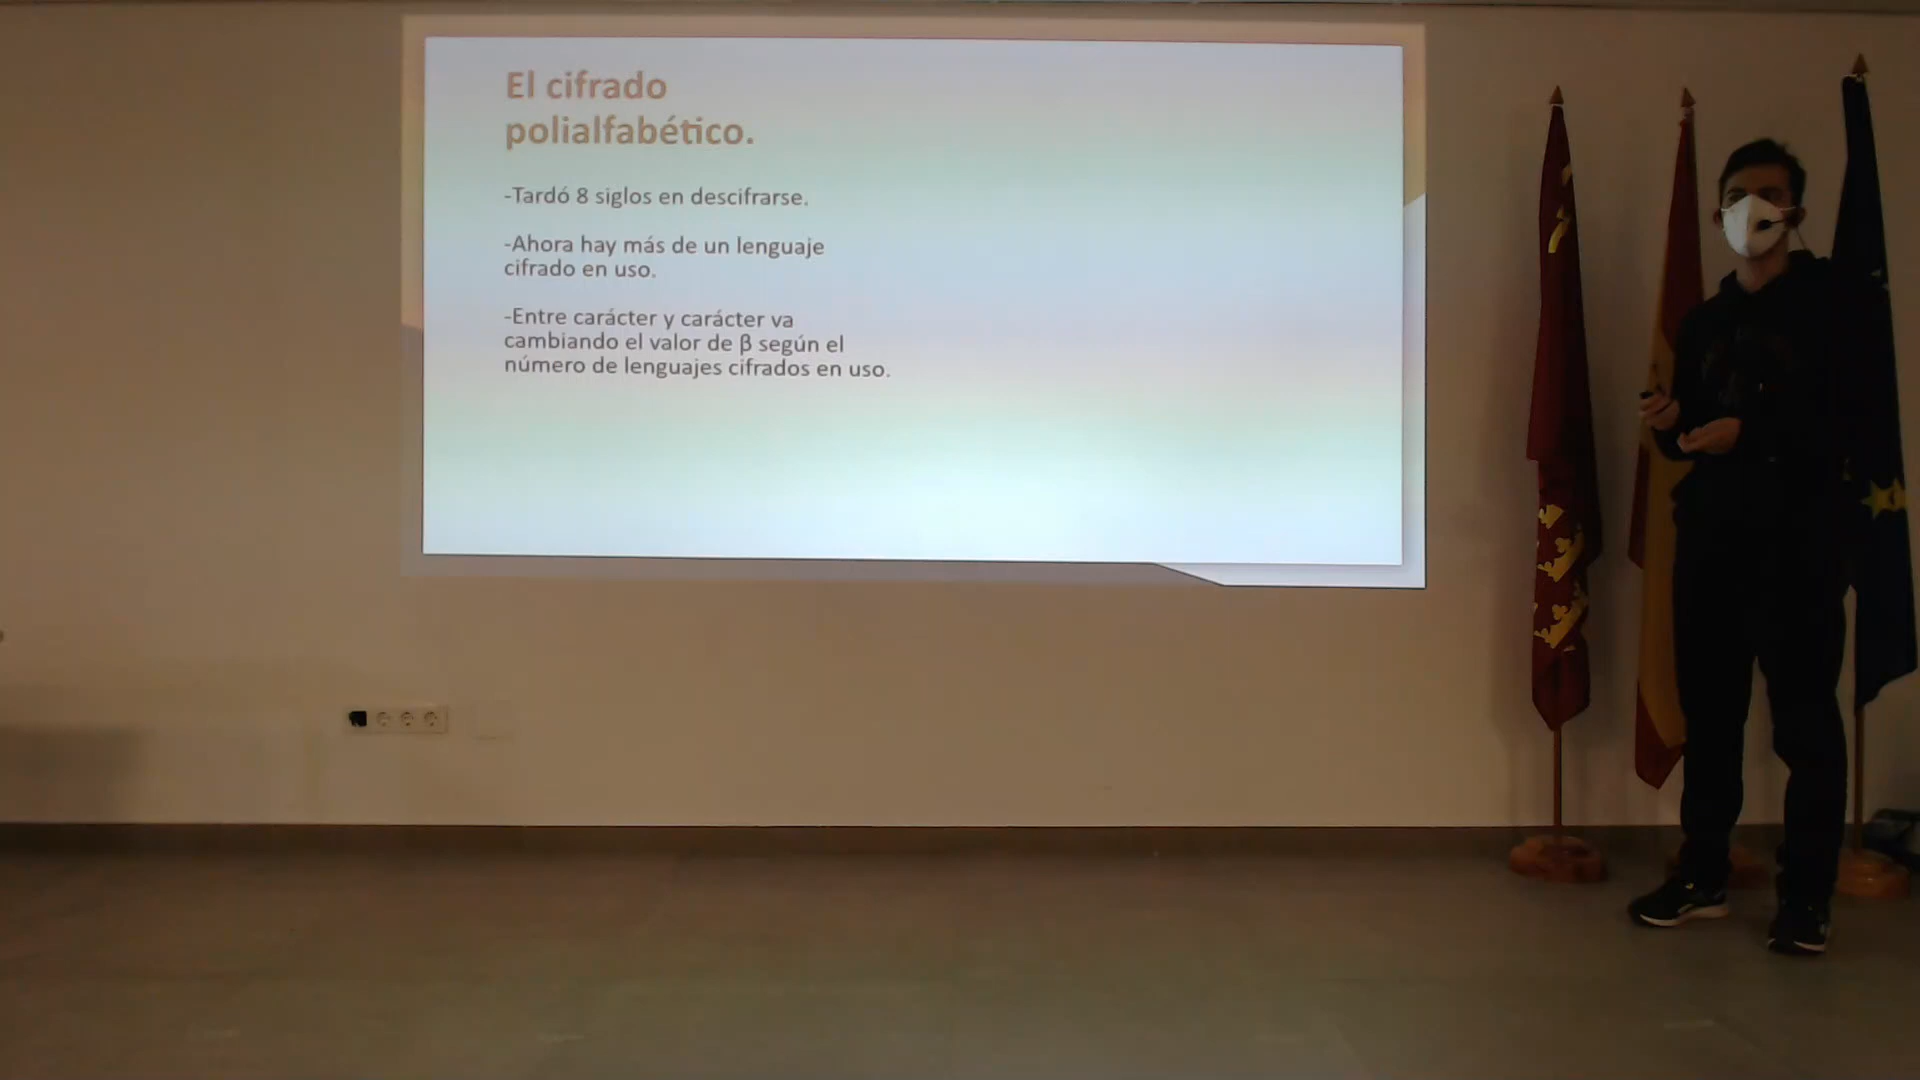 El cifrado
polialfabético.
-Tardó 8 siglos en descifrarse.
-Ahora hay más de un lenguaje
cifrado en uso.
-Entre carácter y carácter va
cambiando el valor de β según el
número de lenguajes cifrados en uso.